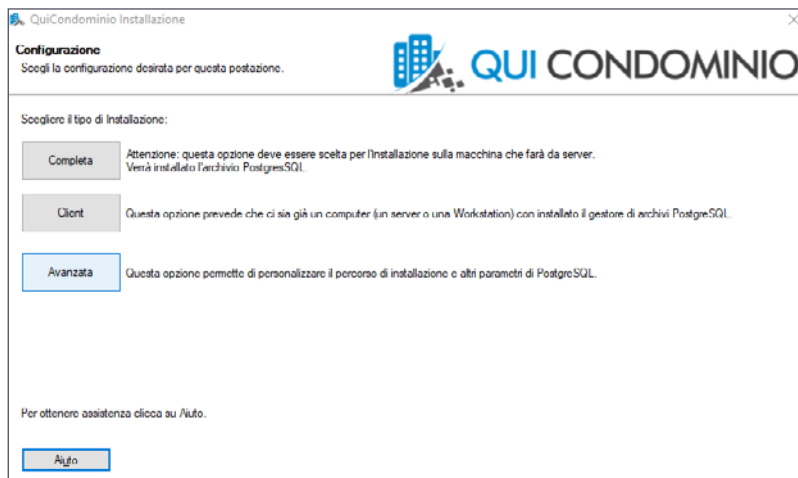 QuiCondominio Installazione
Configurazione
Scegli la configurazione desirata per questa postazione.
QUI CONDOMINIO
Scegliere il tipo di Installazione:
Completa
Attenzione: questa opzione deve essere scelta per l'installazione sulla macchina che farà da server.
Verrà installato l'archivio PostgresSQL.
Client
Questa opzione prevede che ci sia già un computer (un server o una Workstation) con installato il gestore di archivi PostgreSQL.
Avanzata
Questa opzione permette di personalizzare il percorso di installazione e altri parametri di PostgreSQL.
Per ottenere assistenza clicca su Aiuto.
Aiuto